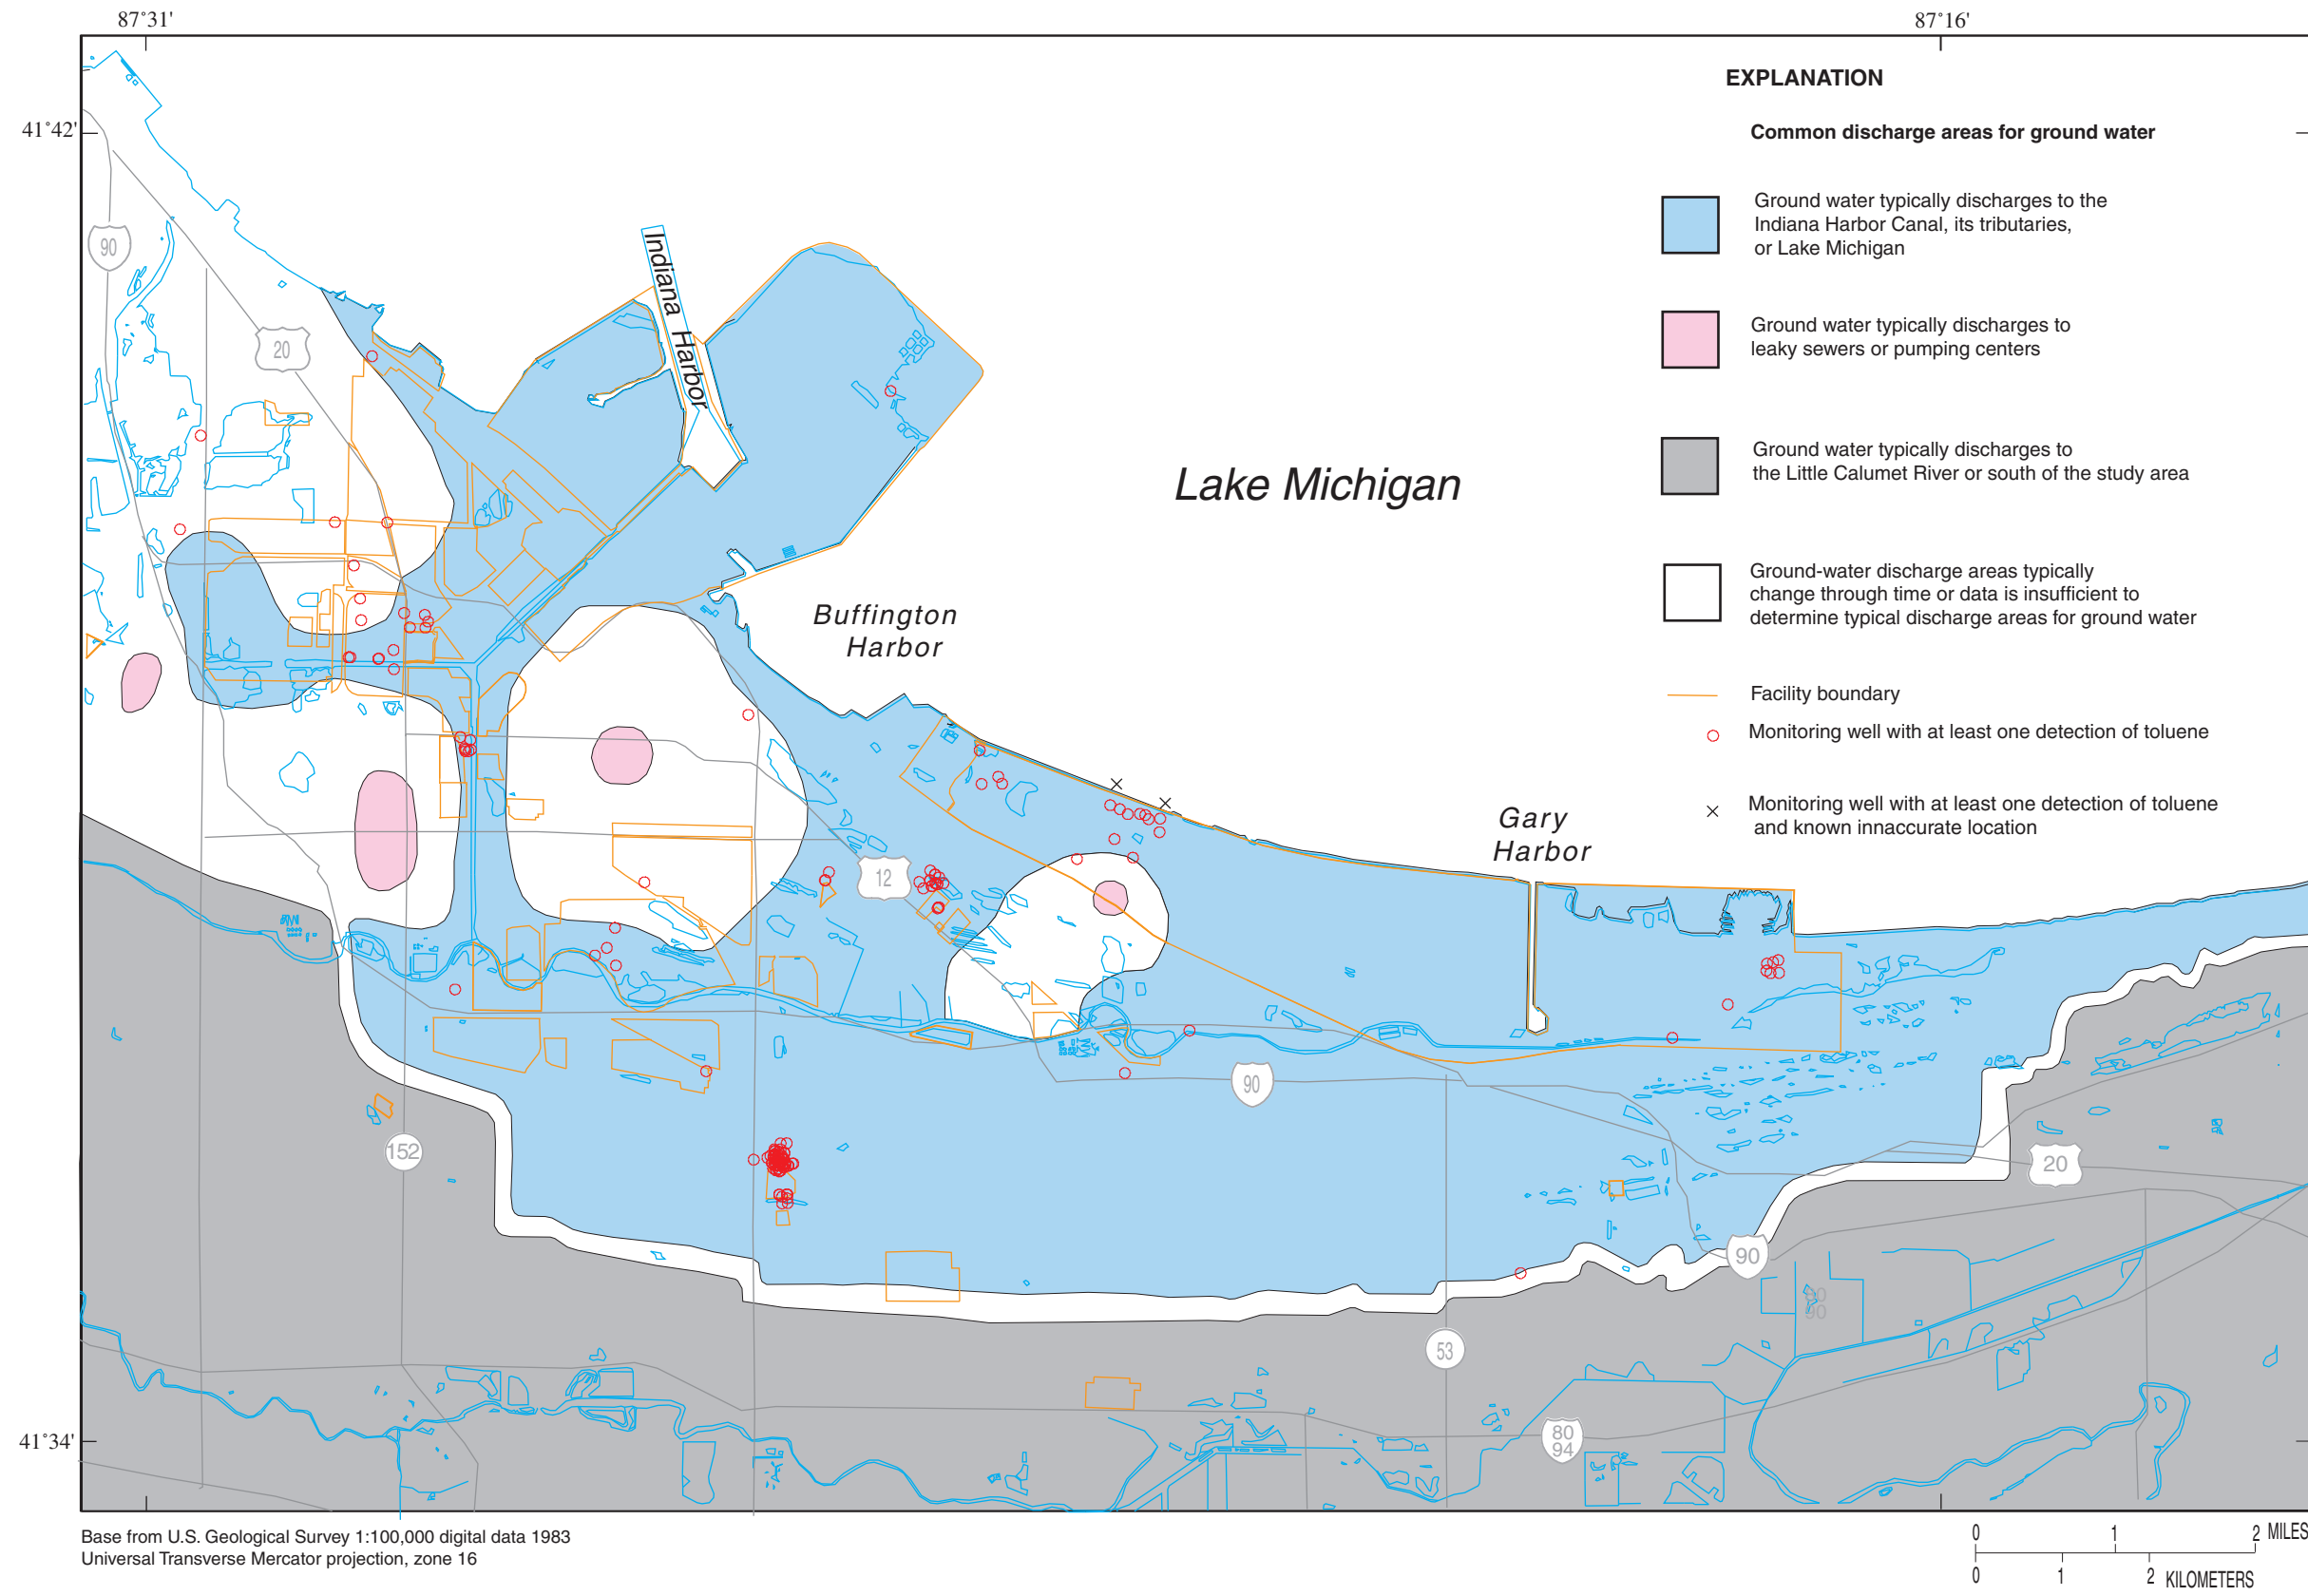 87°31'
87°16'
41°42'
EXPLANATION
Common discharge areas for ground water
Ground water typically discharges to the
Indiana Harbor Canal, its tributaries,
or Lake Michigan
Ground water typically discharges to
leaky sewers or pumping centers
Ground water typically discharges to
the Little Calumet River or south of the study area
Ground-water discharge areas typically
change through time or data is insufficient to
determine typical discharge areas for ground water
Facility boundary
Monitoring well with at least one detection of toluene
Monitoring well with at least one detection of toluene
and known innaccurate location
90
20
Indiana Harbor
Lake Michigan
Buffington
Harbor
Gary
Harbor
12
90
152
20
90
80
90
53
80
94
41°34'
Base from U.S. Geological Survey 1:100,000 digital data 1983
Universal Transverse Mercator projection, zone 16
0 1 2 MILES
0 1 2 KILOMETERS